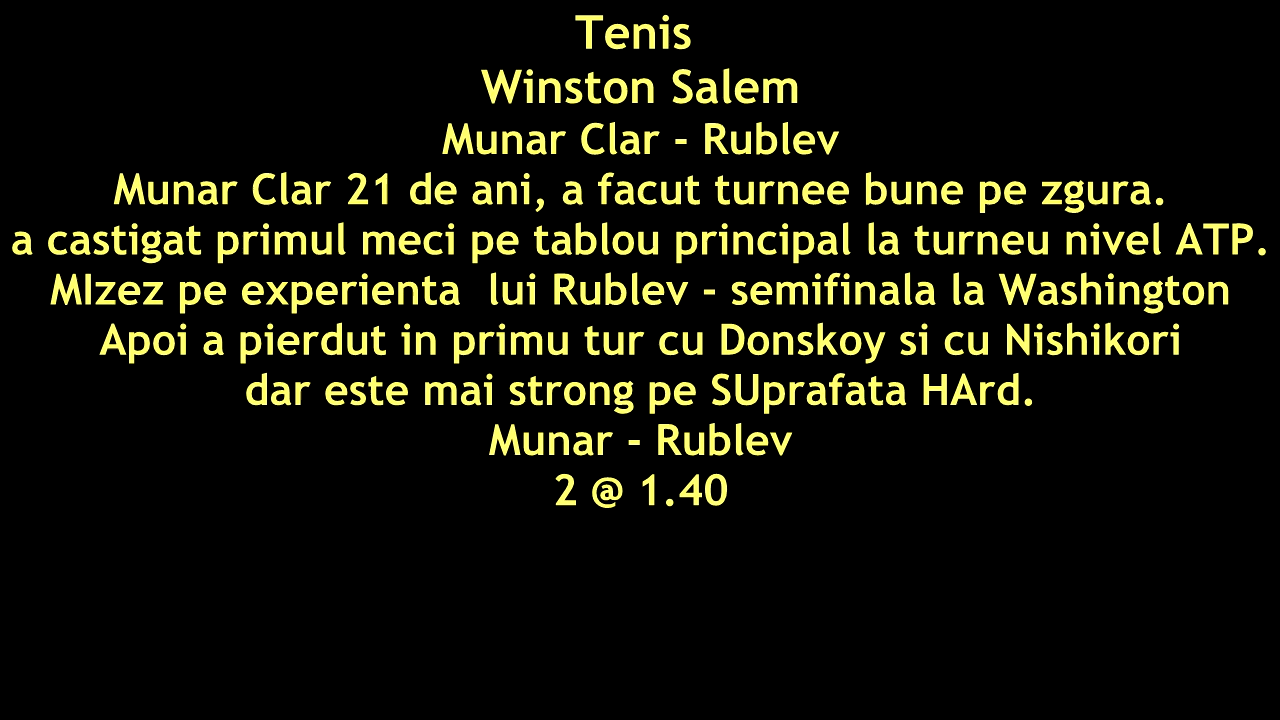 Tenis
Winston Salem
Munar Clar - Rublev
Munar Clar 21 de ani, a facut turnee bune pe zgura.
a castigat primul meci pe tablou principal la turneu nivel ATP.
MIzez pe experienta  lui Rublev - semifinala la Washington
Apoi a pierdut in primu tur cu Donskoy si cu Nishikori
dar este mai strong pe SUprafata HArd.
Munar - Rublev
2 @ 1.40